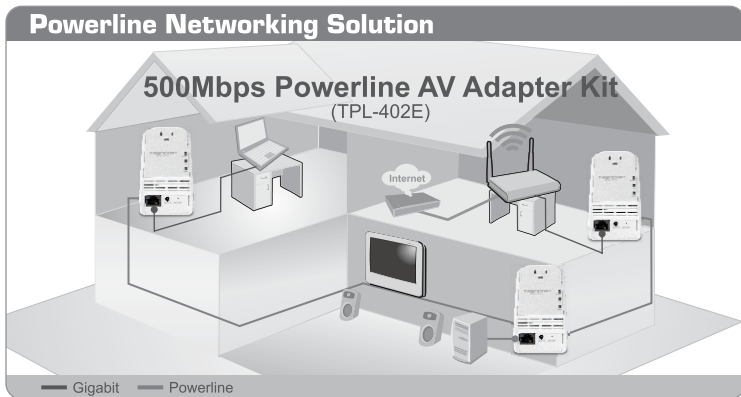 Powerline Networking Solution
500Mbps Powerline AV Adapter Kit
(TPL-402E)
Internet
Gigabit
Powerline